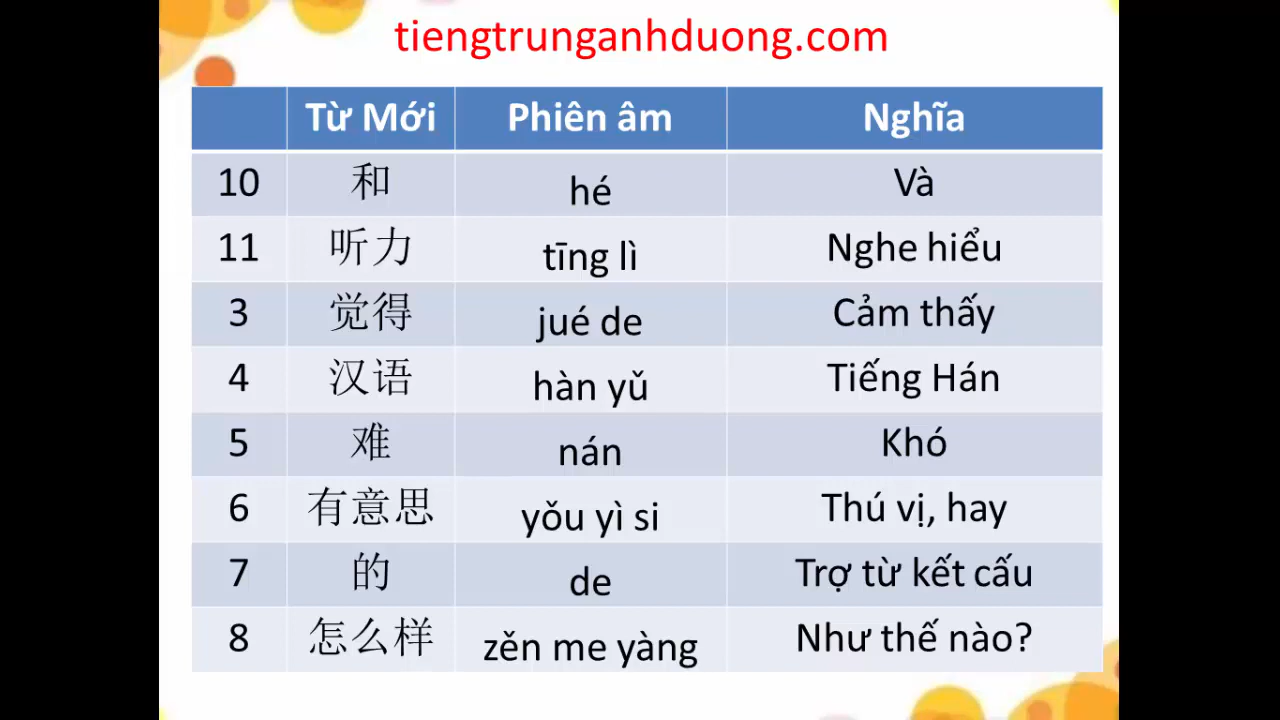 tiengtrunganhduong.com
Từ Mới Phiên âm Nghĩa
10 和 hé Và
11 听力 tīng lì Nghe hiểu
3 觉得 jué de Cảm thấy
4 汉语 hàn yǔ Tiếng Hán
5 难 nán Khó
6 有意思 yǒu yì si Thú vị, hay
7 的 de Trợ từ kết cấu
8 怎么样 zěn me yàng Như thế nào?